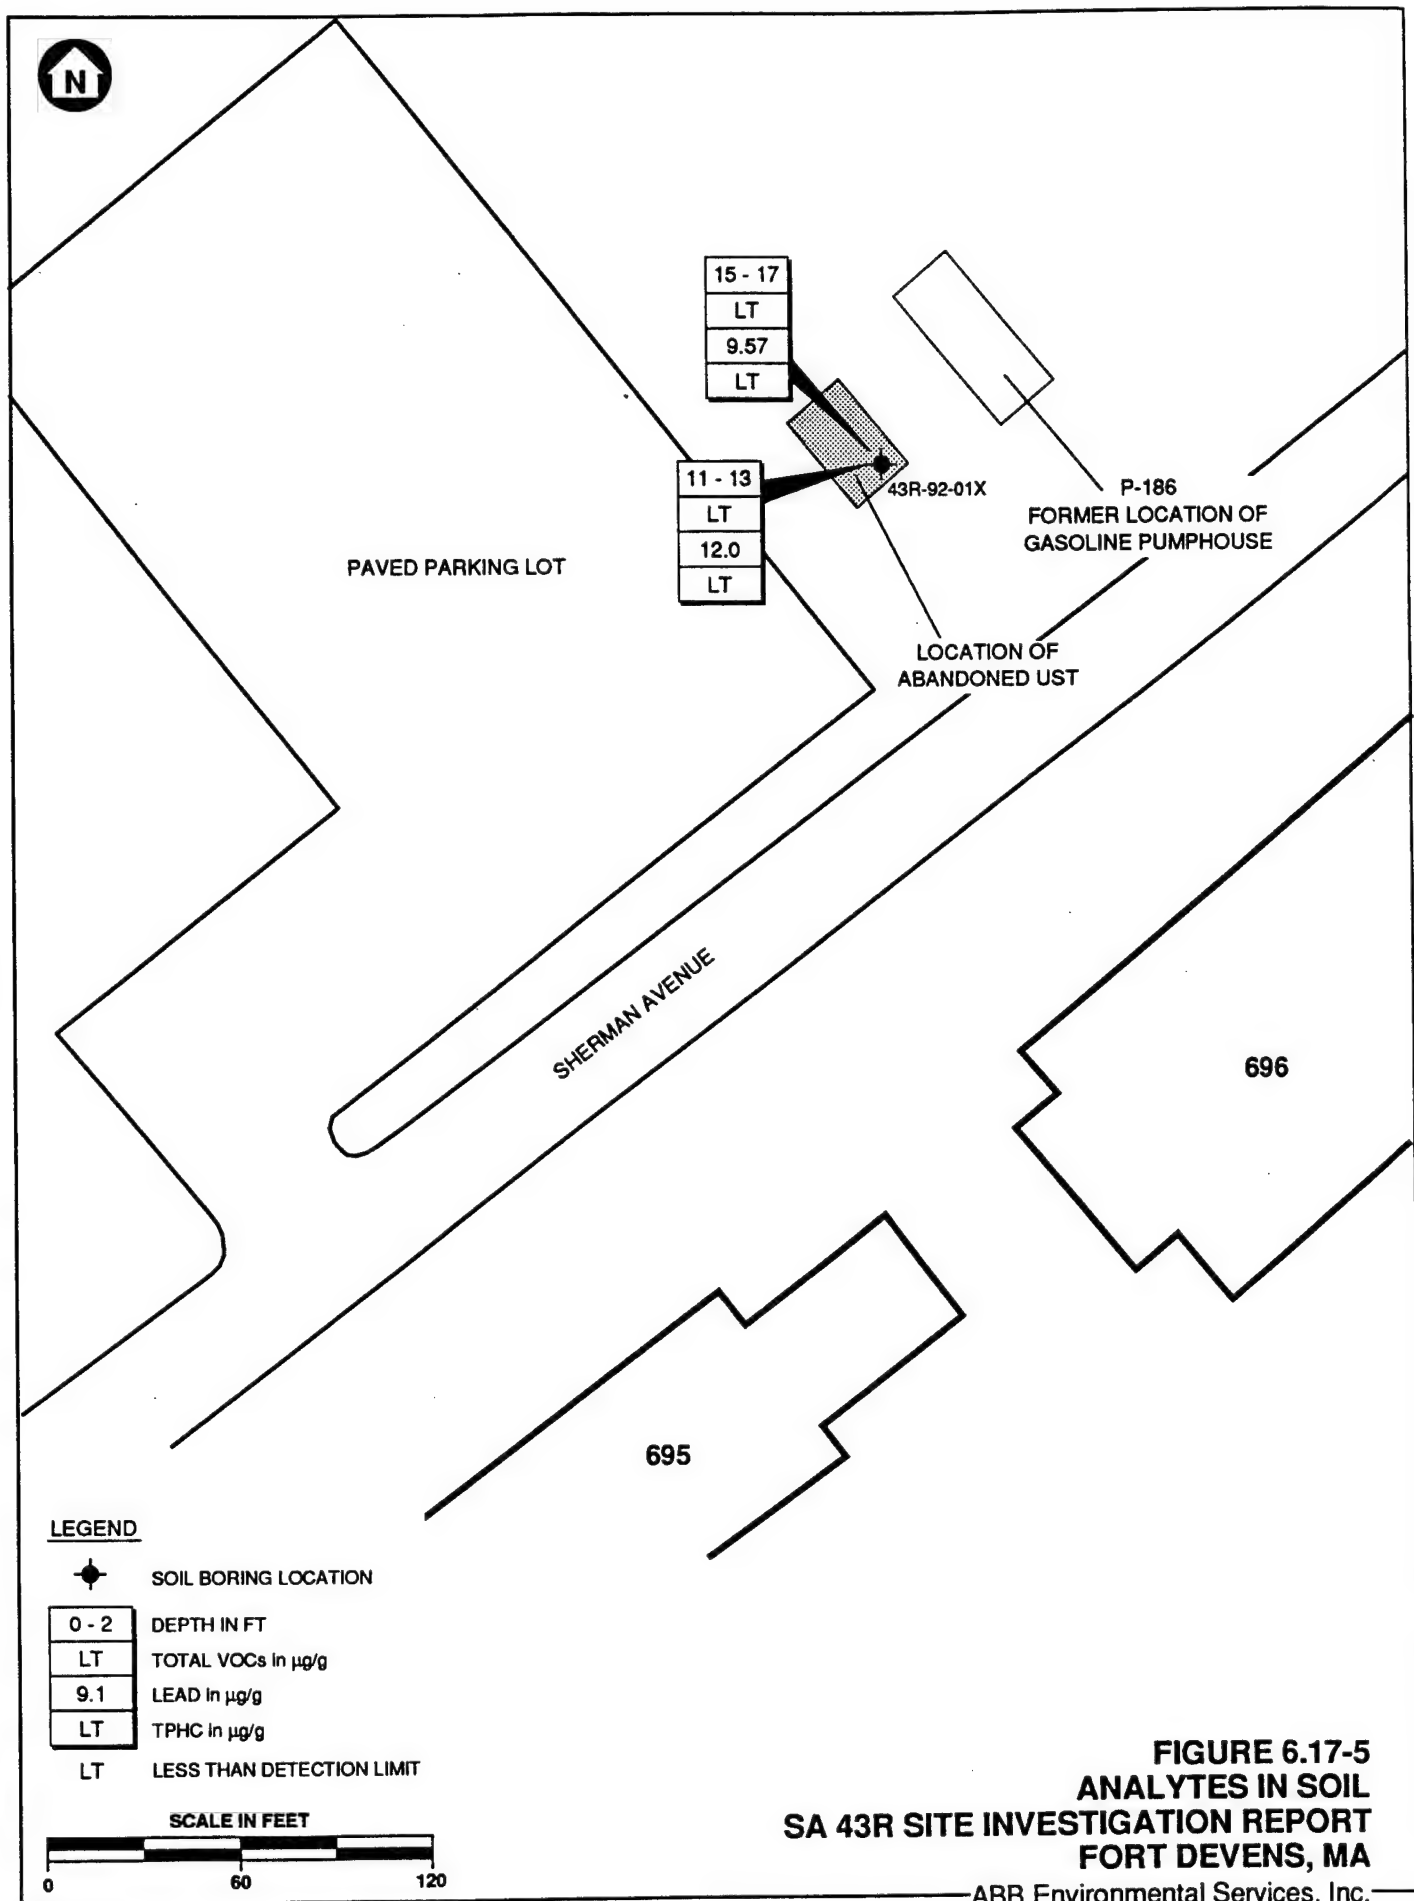 N
15 - 17
LT
9.57
LT
11 - 13
LT
12.0
LT
43R-92-01X
P-186
FORMER LOCATION OF
GASOLINE PUMPHOUSE
PAVED PARKING LOT
LOCATION OF
ABANDONED UST
SHERMAN AVENUE
696
695
LEGEND
SOIL BORING LOCATION
0 - 2 DEPTH IN FT
LT TOTAL VOCs in µg/g
9.1 LEAD in µg/g
LT TPHC in µg/g
LT LESS THAN DETECTION LIMIT
SCALE IN FEET
0 60 120
FIGURE 6.17-5
ANALYTES IN SOIL
SA 43R SITE INVESTIGATION REPORT
FORT DEVENS, MA
ABB Environmental Services, Inc.